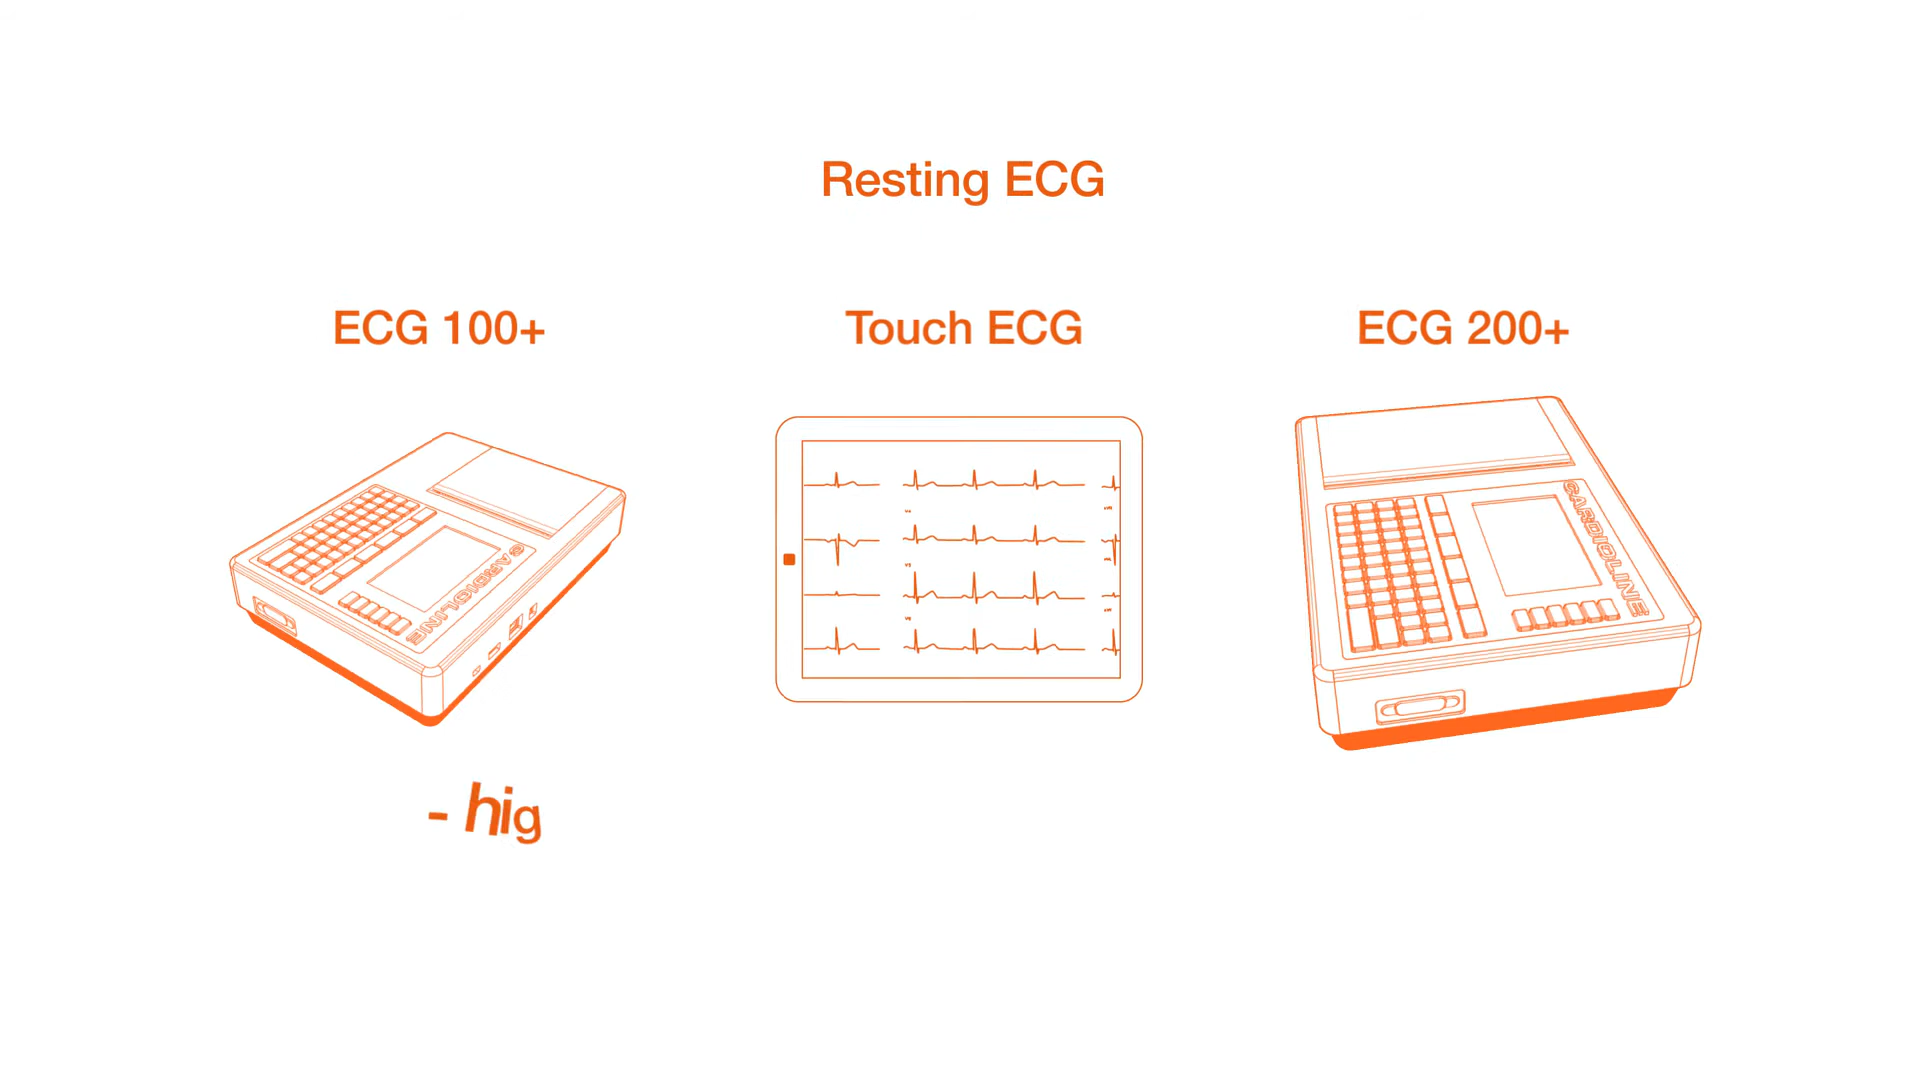 Resting ECG
ECG 100+
Touch ECG
ECG 200+
CARDIOLINE
CARDIOLINE
- hig